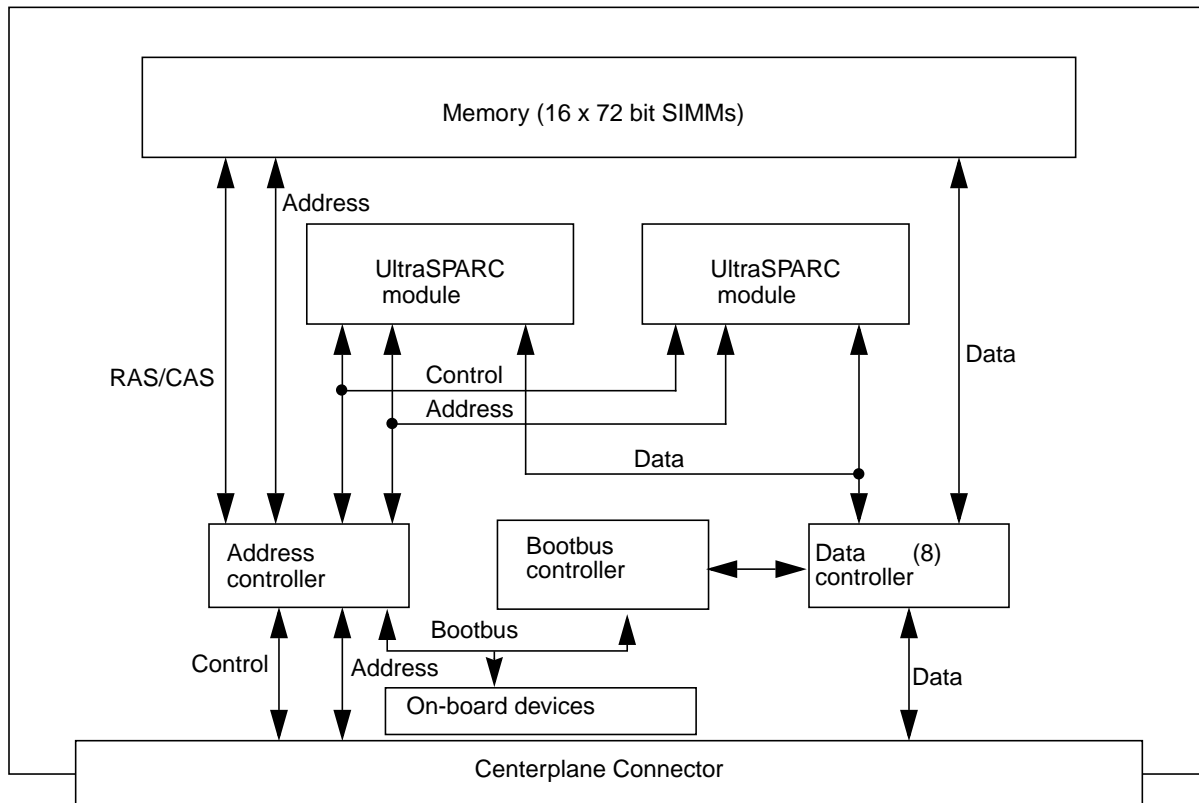 Memory (16 x 72 bit SIMMs)
Address
UltraSPARC
module
UltraSPARC
module
RAS/CAS
Control
Data
Address
Data
Address
controller
Bootbus
controller
Data (8)
controller
Bootbus
Control
Address
Data
On-board devices
Centerplane Connector